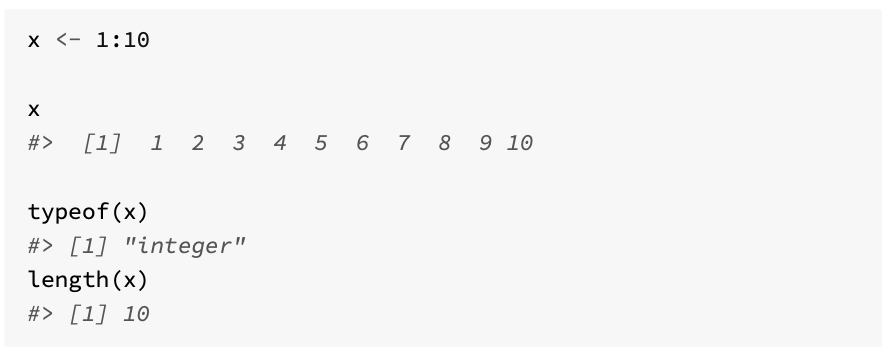 x <- 1:10
x
#>  [1]  1  2  3  4  5  6  7  8  9 10
typeof(x)
#> [1] "integer"
length(x)
#> [1] 10